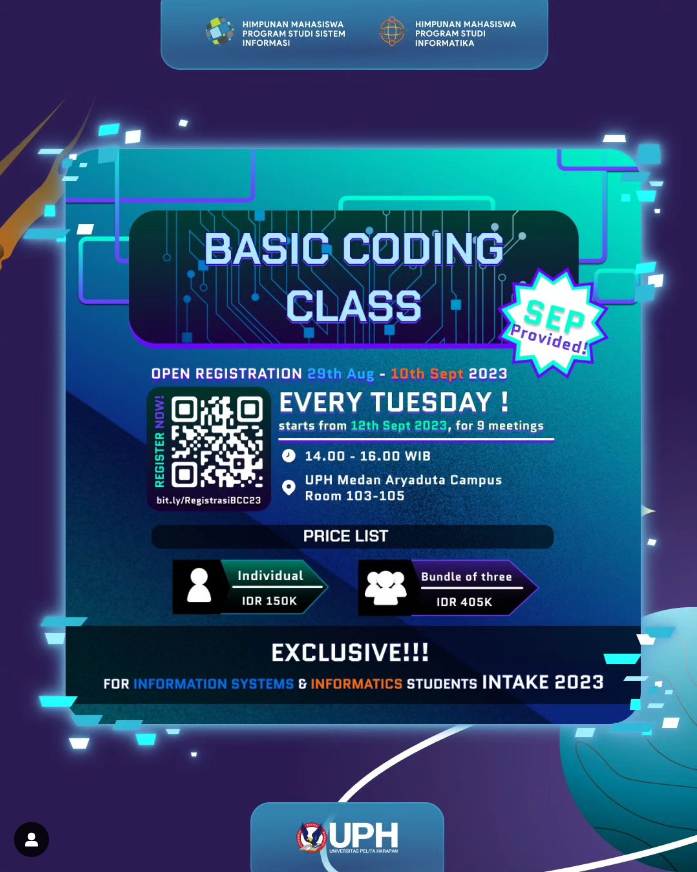 HIMPUNAN MAHASISWA
PROGRAM STUDI SISTEM
INFORMASI
HIMPUNAN MAHASISWA
PROGRAM STUDI
INFORMATIKA
BASIC CODING
CLASS
SEP
Provided!
OPEN REGISTRATION 29th Aug - 10th Sept 2023
REGISTER NOW!
bit.ly/RegistrasiBCC23
EVERY TUESDAY !
starts from 12th Sept 2023, for 9 meetings
14.00 - 16.00 WIB
UPH Medan Aryaduta Campus
Room 103-105
PRICE LIST
Individual
IDR 150K
Bundle of three
IDR 405K
EXCLUSIVE!!!
FOR INFORMATION SYSTEMS & INFORMATICS STUDENTS INTAKE 2023
UPH
UNIVERSITAS PELITA HARAPAN